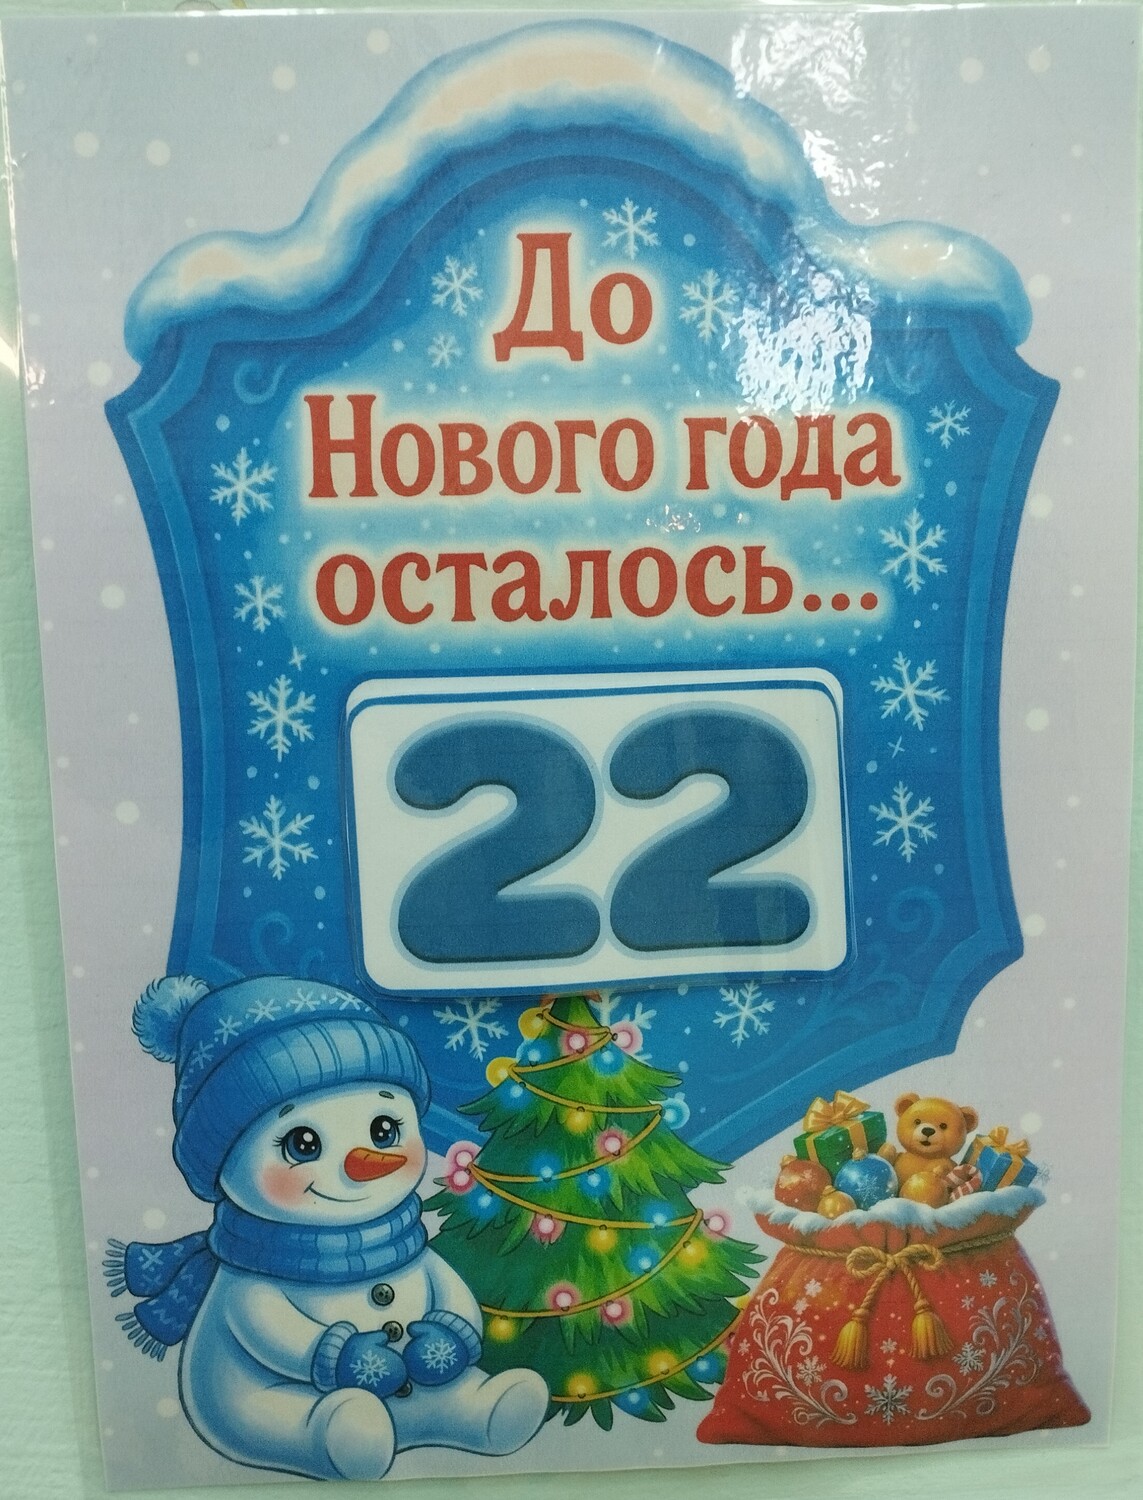 До
Нового года
осталось...
22